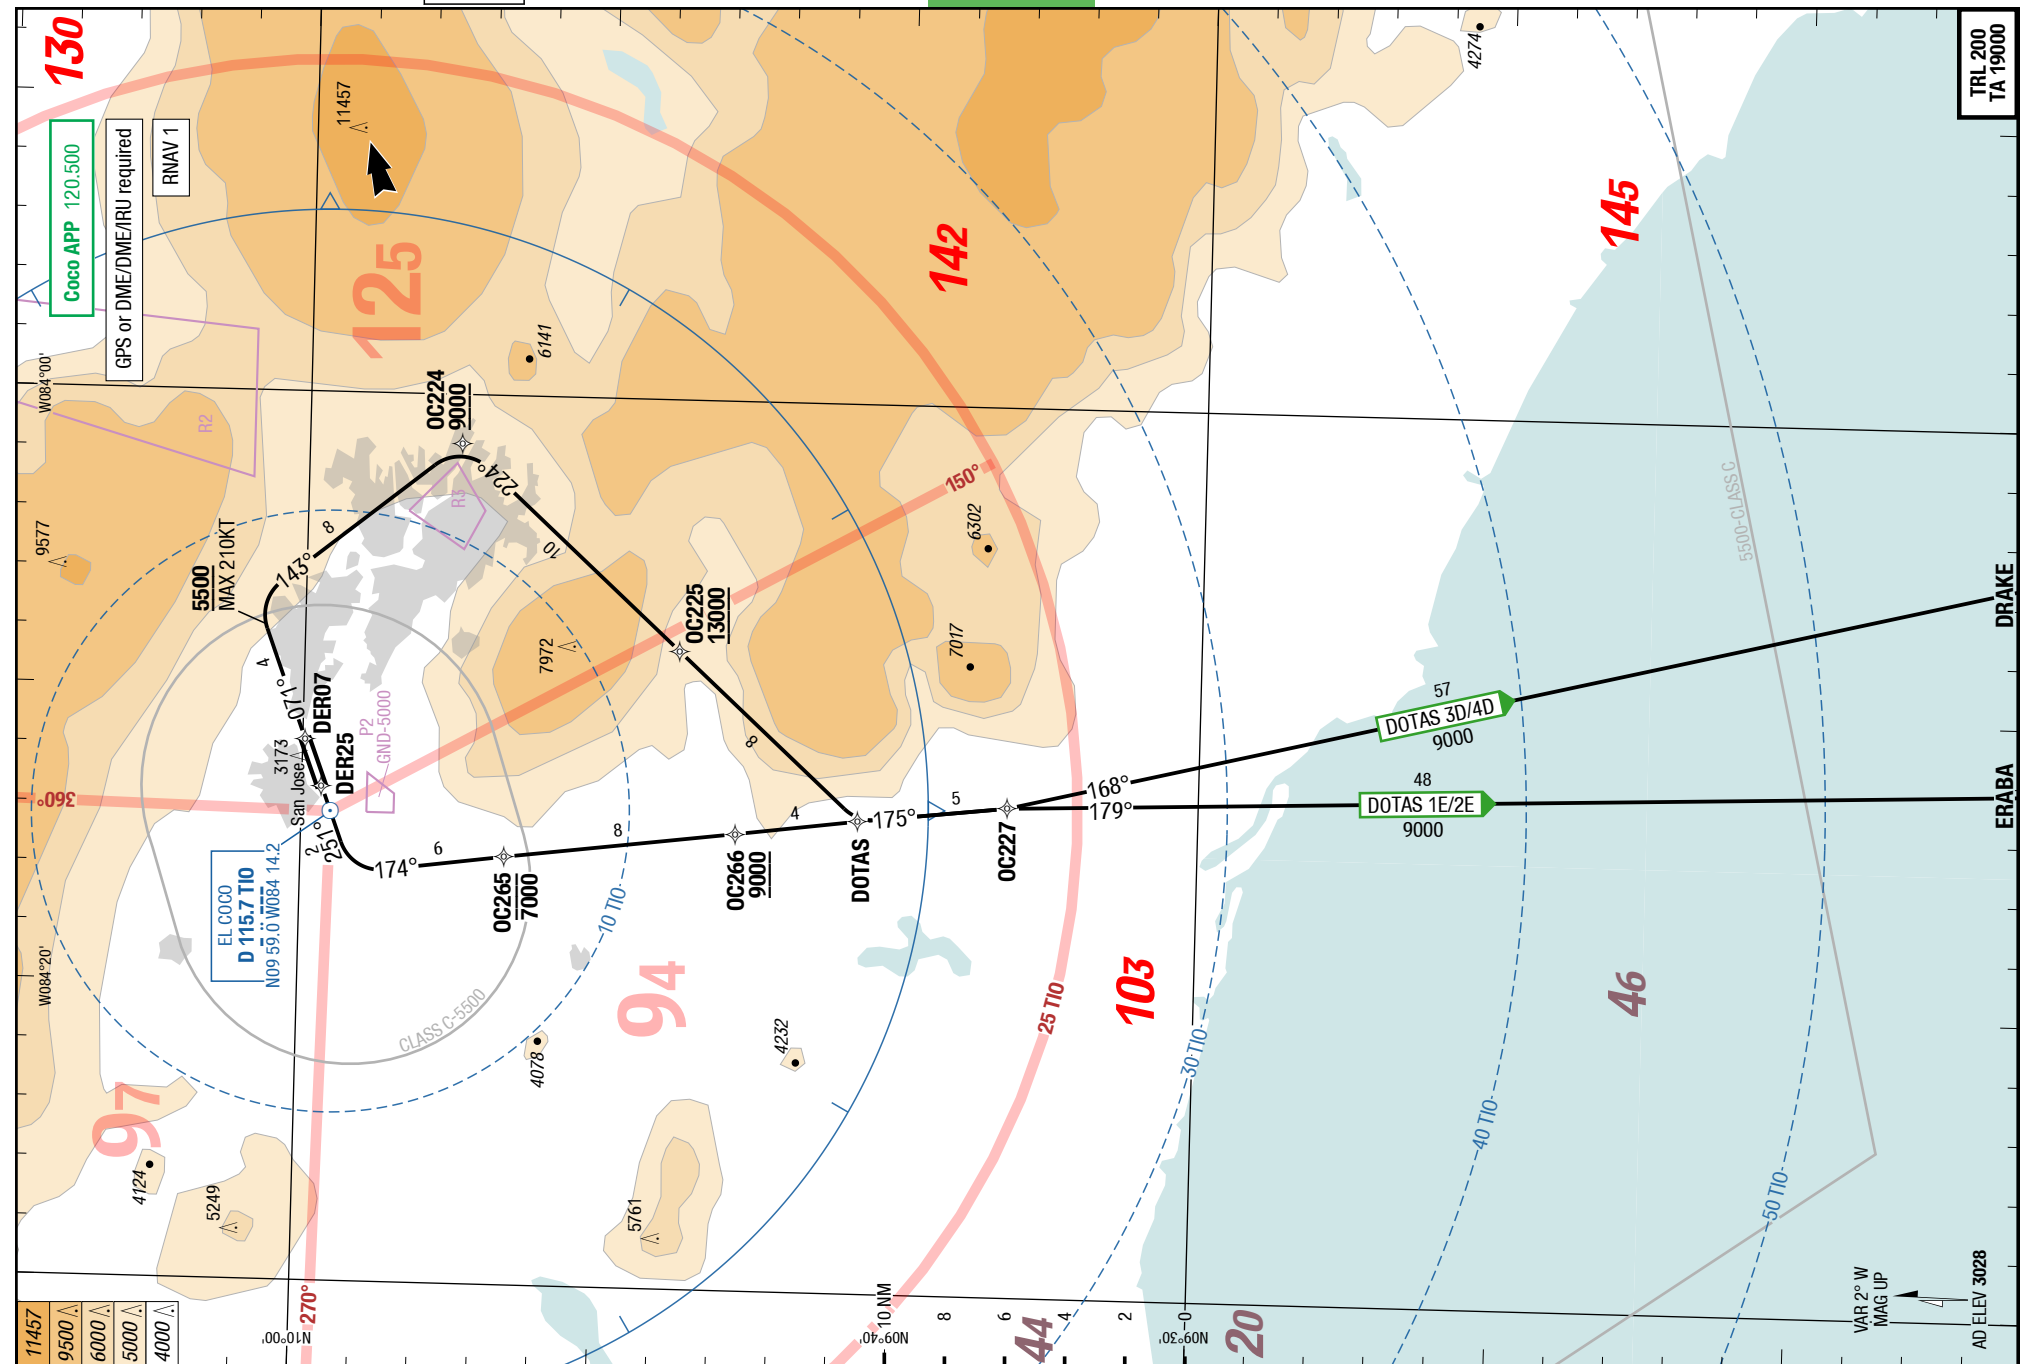 130
Coco APP 120.500
GPS or DME/DME/IRU required
RNAV 1
11457
125
142
145
4274
TRL 200
TA 19000
W084°00'
R2
9577
5500
MAX 210KT
143°
8
OC224
9000
R3
224°
10
6141
150°
6302
5500-CLASS C
4
071°
DER07
3173
San Jose
DER25
P2
GND-5000
7972
OC225
13000
7017
8
360°
2
251°
174°
6
EL COCO
D 115.7 TIO
N09 59.0 W084 14.2
OC265
7000
8
OC266
9000
4
DOTAS
175°
5
OC227
168°
179°
57
DOTAS 3D/4D
9000
48
DOTAS 1E/2E
9000
DRAKE
ERABA
W084°20'
10 TIO
CLASS C-5500
94
4078
4232
25 TIO
103
30 TIO
46
40 TIO
50 TIO
97
4124
5249
5761
11457
9500
6000
5000
4000
270°
N10°00'
N09°40'
10 NM
8
6
4
2
0
N09°30'
44
20
VAR 2° W
MAG UP
AD ELEV 3028